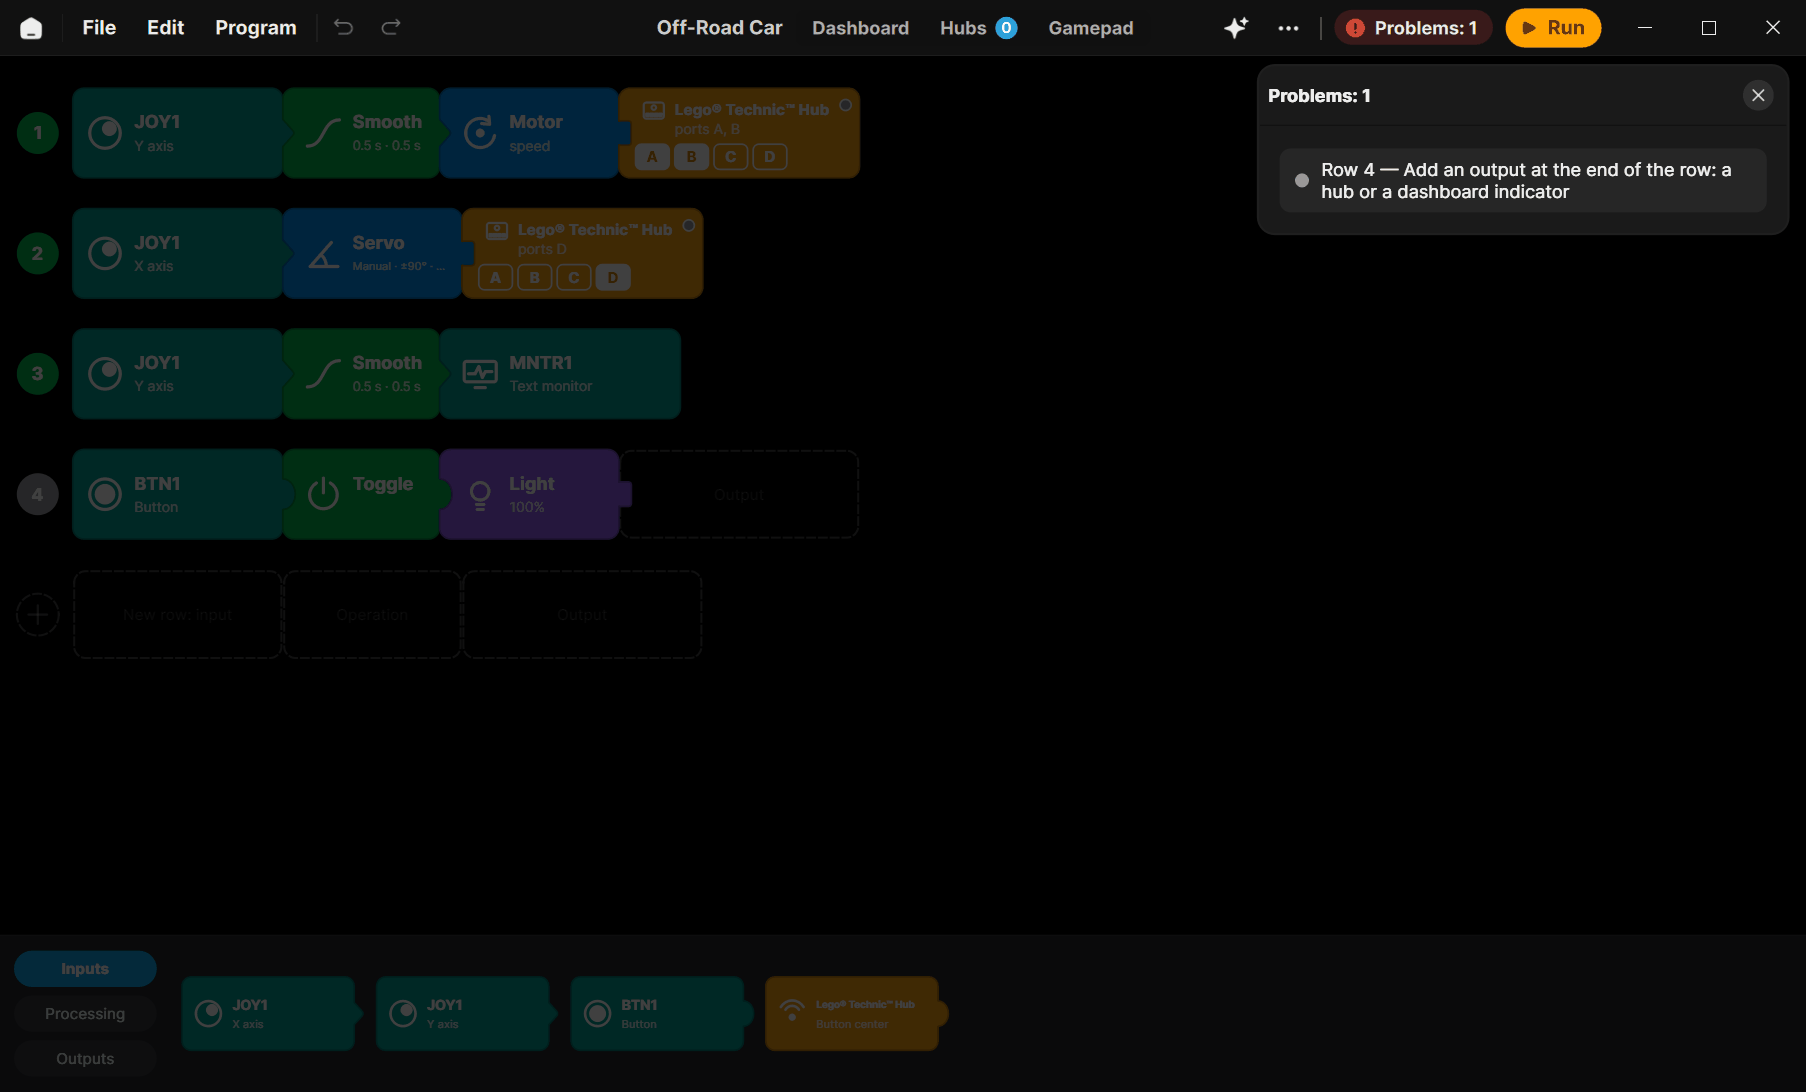 File Edit Program Off-Road Car Dashboard Hubs 0 Gamepad Problems: 1 Run
Problems: 1
Row 4 — Add an output at the end of the row: a
hub or a dashboard indicator
1
JOY1
Y axis
Smooth
0.5 s · 0.5 s
Motor
speed
Lego® Technic™ Hub
ports A, B
A B C D
2
JOY1
X axis
Servo
Manual · ±90° · ...
Lego® Technic™ Hub
ports D
A B C D
3
JOY1
Y axis
Smooth
0.5 s · 0.5 s
MNTR1
Text monitor
4
BTN1
Button
Toggle
Light
100%
Output
New row: input
Operation
Output
Inputs
Processing
Outputs
JOY1
X axis
JOY1
Y axis
BTN1
Button
Lego® Technic™ Hub
Button center